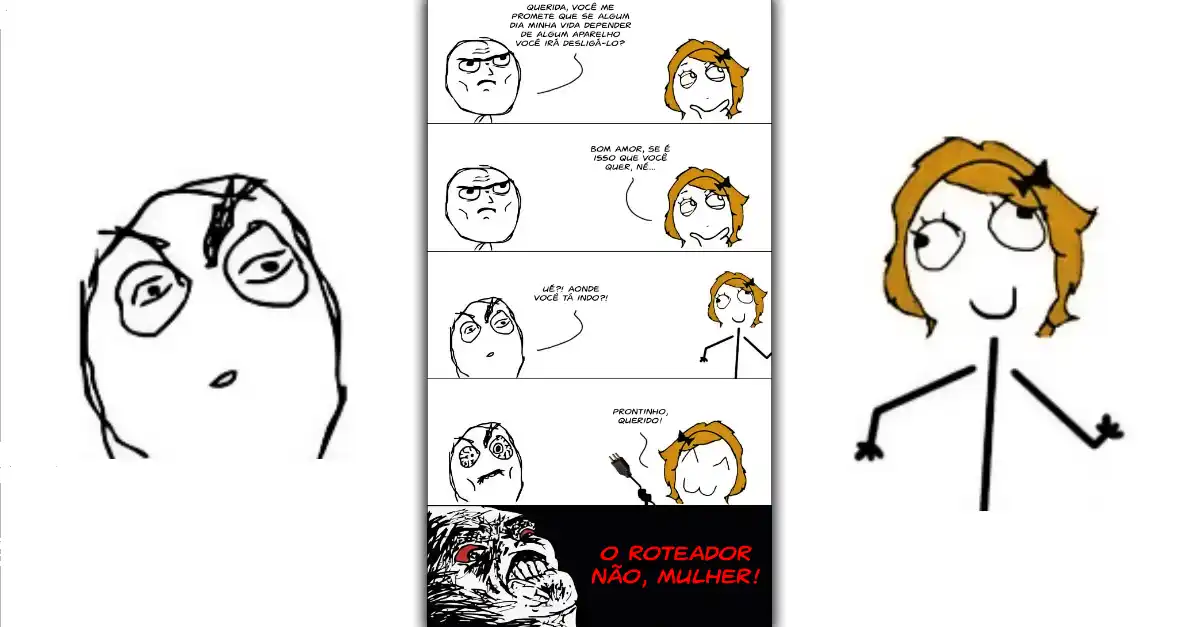 QUERIDA, VOCÊ ME
PROMETE QUE SE ALGUM
DIA MINHA VIDA DEPENDER
DE ALGUM APARELHO
VOCÊ IRÁ DESLIGÁ-LO?
BOM AMOR, SE É
ISSO QUE VOCÊ
QUER, NÉ...
UÉ?! AONDE
VOCÊ TÁ INDO?!
PRONTINHO,
QUERIDO!
O ROTEADOR
NÃO, MULHER!